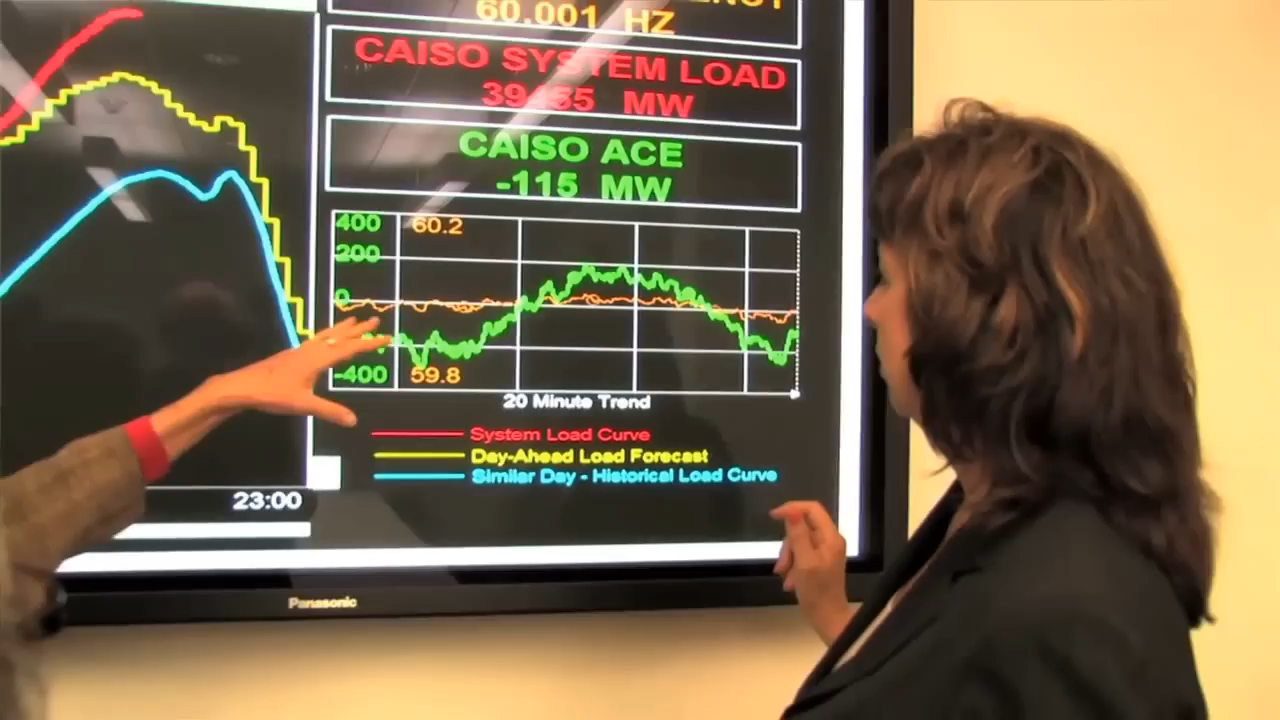 60.001 HZ
CAISO SYSTEM LOAD
MW
CAISO ACE
-115 MW
400
60.2
200
0
-400
59.8
20 Minute Trend
System Load Curve
Day-Ahead Load Forecast
Similar Day - Historical Load Curve
23:00
Panasonic